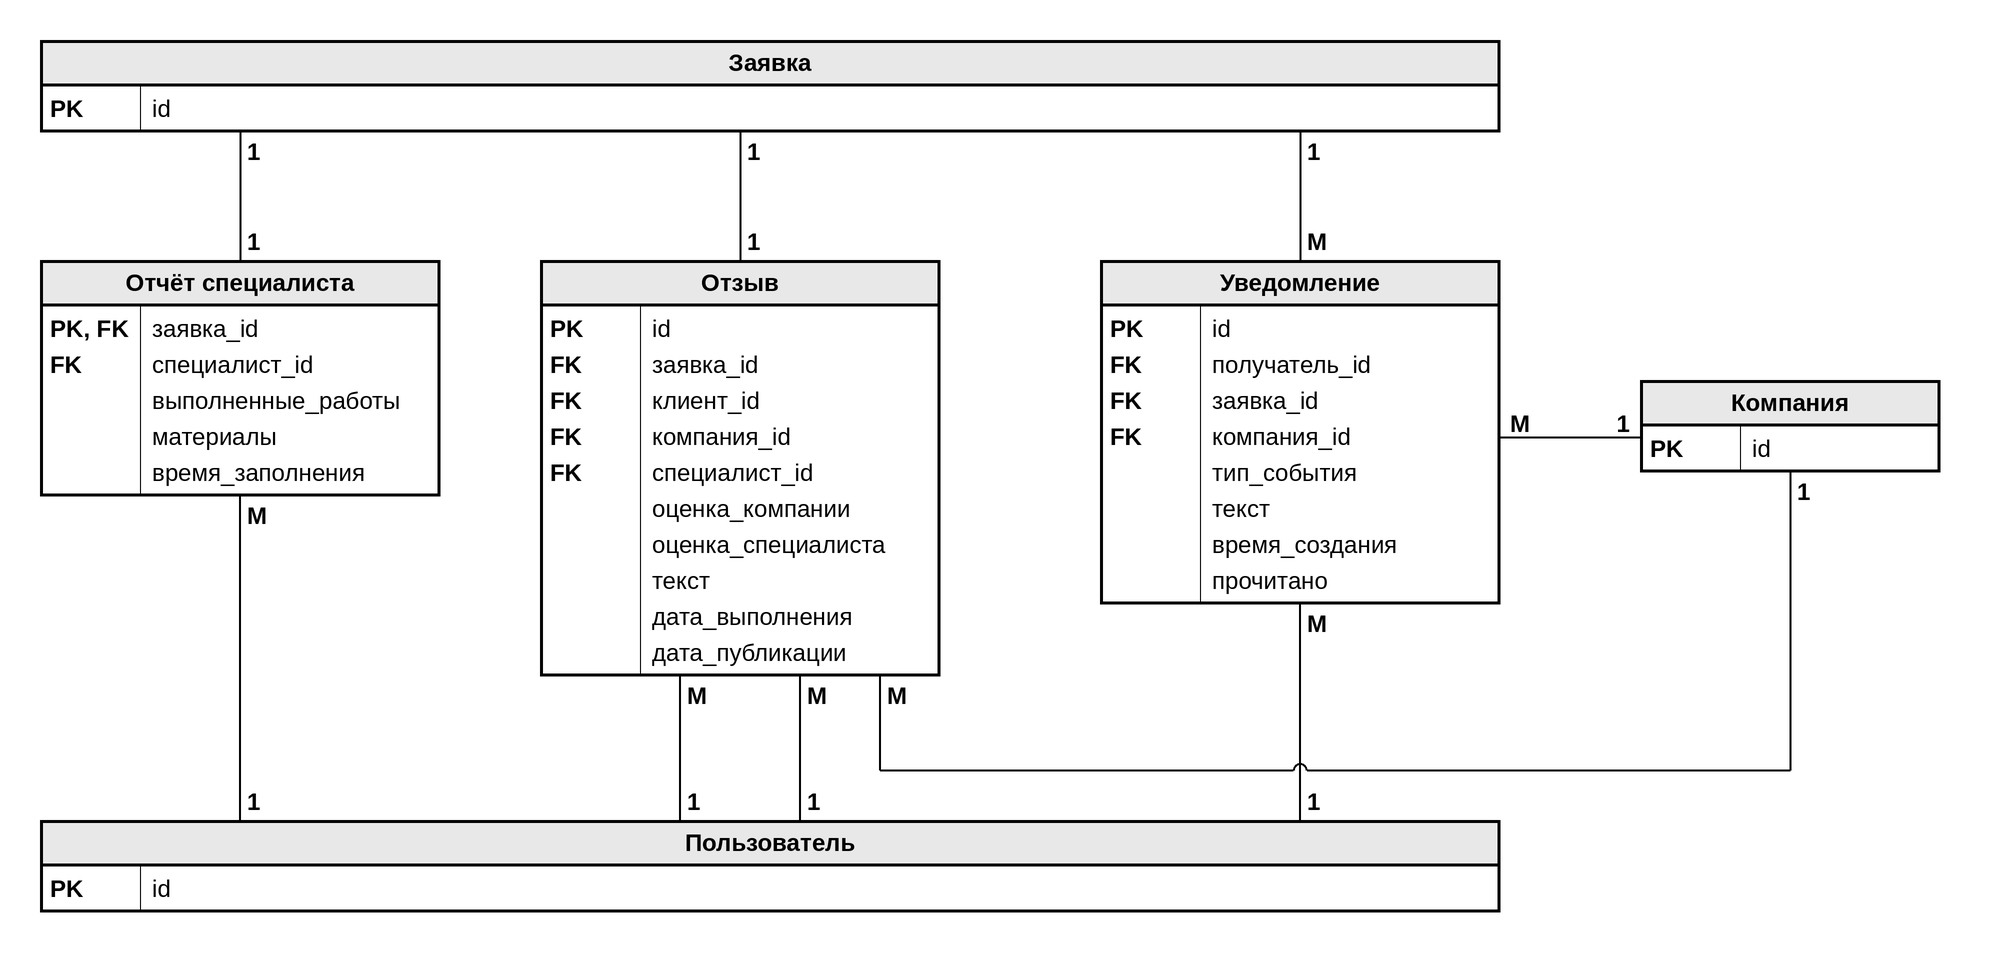 Заявка
PK id
1 1 1
1 1 M
Отчёт специалиста
PK, FK заявка_id
FK специалист_id
выполненные_работы
материалы
время_заполнения
M
1
Отзыв
PK id
FK заявка_id
FK клиент_id
FK компания_id
FK специалист_id
оценка_компании
оценка_специалиста
текст
дата_выполнения
дата_публикации
M M M
1 1
Уведомление
PK id
FK получатель_id
FK заявка_id
FK компания_id
тип_события
текст
время_создания
прочитано
M
1
M 1
Компания
PK id
1
Пользователь
PK id